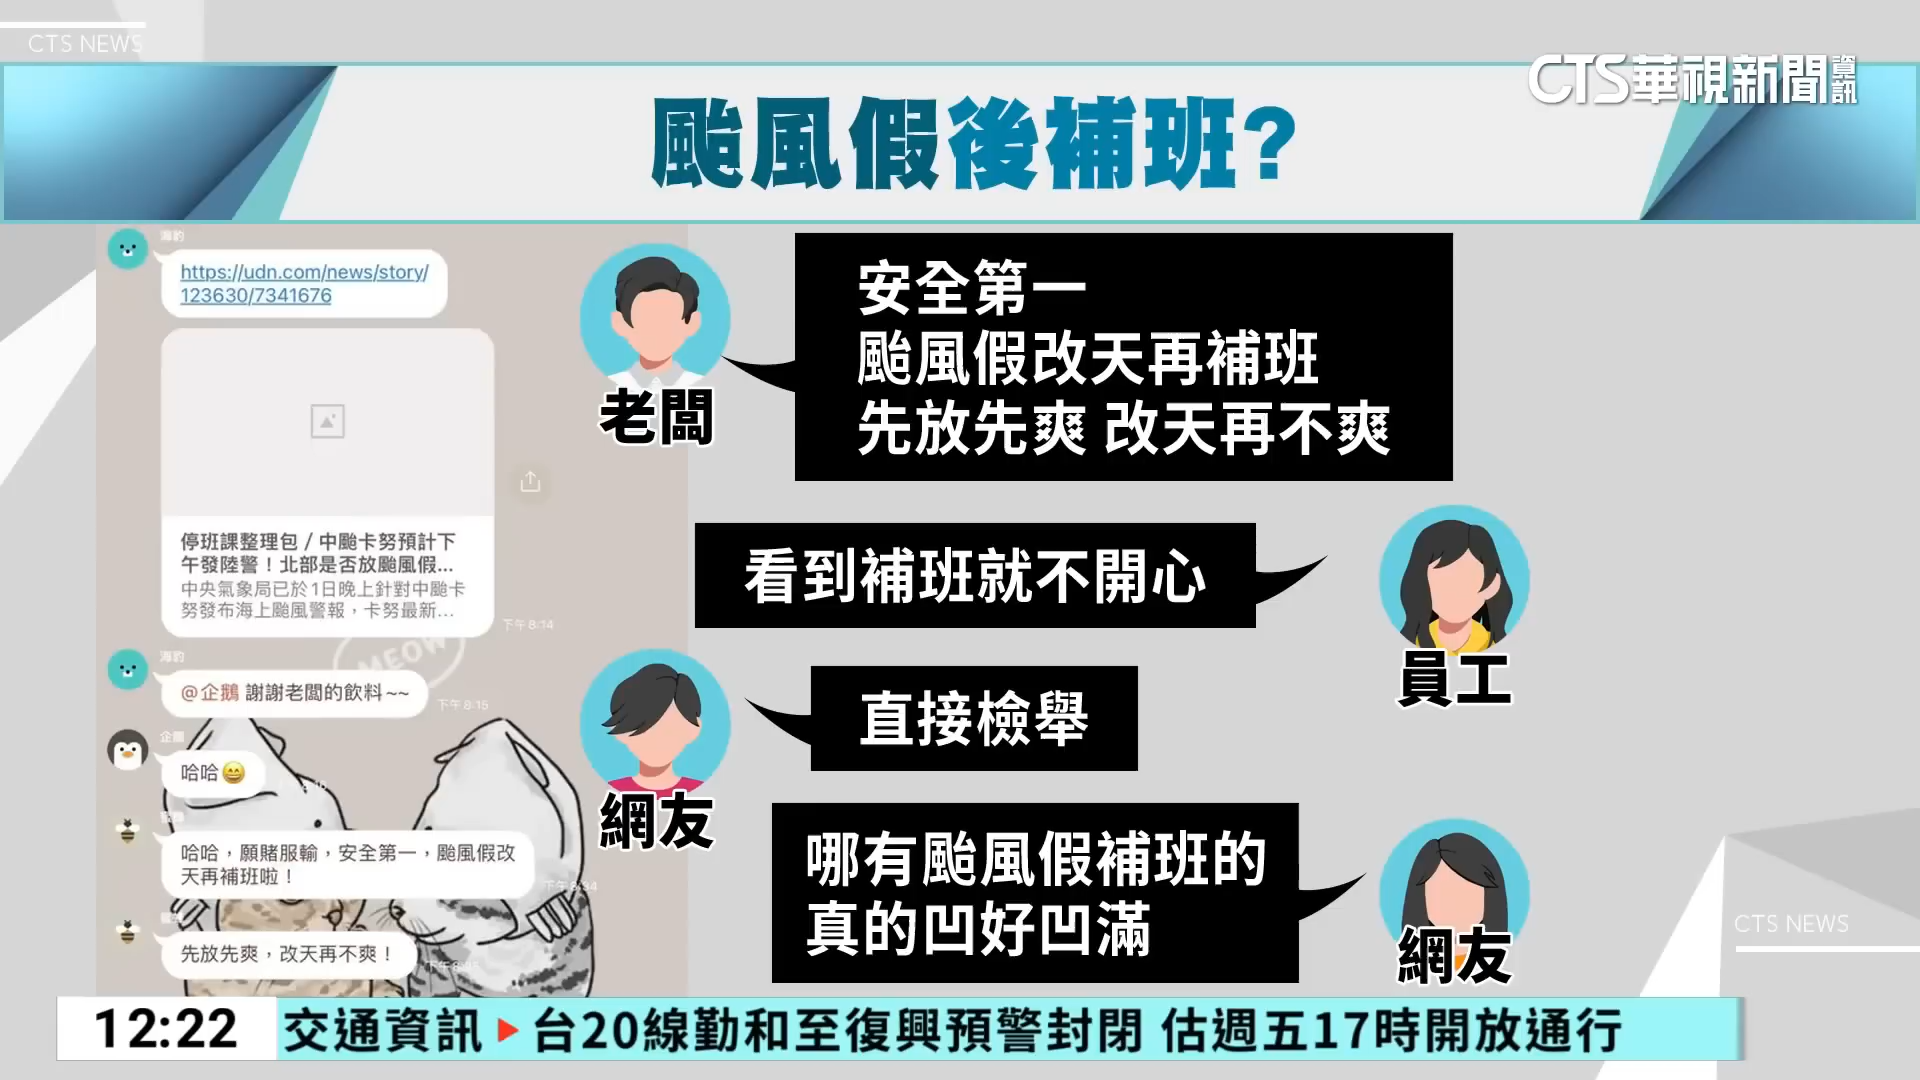 CTS NEWS
CTS華視新聞資訊
颱風假後補班?
海豹
https://udn.com/news/story/
123630/7341676
停班課整理包 / 中颱卡努預計下
午發陸警！北部是否放颱風假...
中央氣象局已於1日晚上針對中颱卡
努發布海上颱風警報，卡努最新...
下午 8:14
MEOW
海豹
@企鵝 謝謝老闆的飲料~~
下午 8:15
企鵝
哈哈😄
哈哈，願賭服輸，安全第一，颱風假改
天再補班啦！
下午 8:34
先放先爽，改天再不爽！
安全第一
颱風假改天再補班
先放先爽 改天再不爽
老闆
看到補班就不開心
員工
直接檢舉
網友
哪有颱風假補班的
真的凹好凹滿
網友
CTS NEWS
12:22 交通資訊 台20線勤和至復興預警封閉 估週五17時開放通行